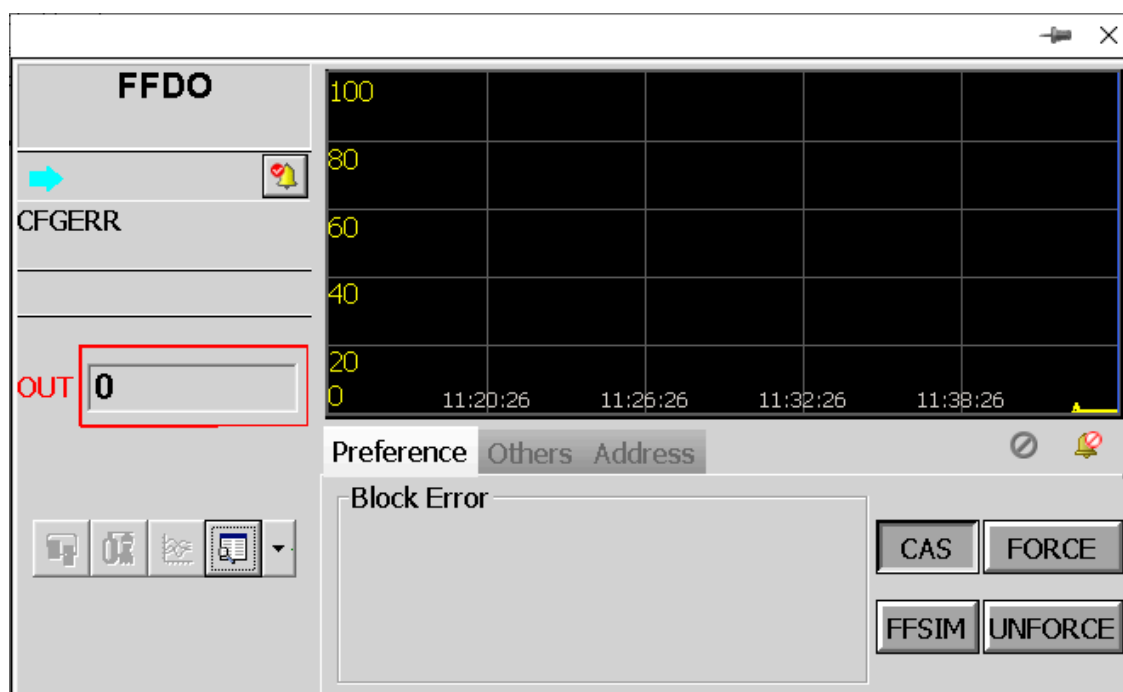 FFDO
CFGERR
OUT 0
100
80
60
40
20
0
11:20:26 11:26:26 11:32:26 11:38:26
Preference Others Address
Block Error
CAS FORCE
FFSIM UNFORCE